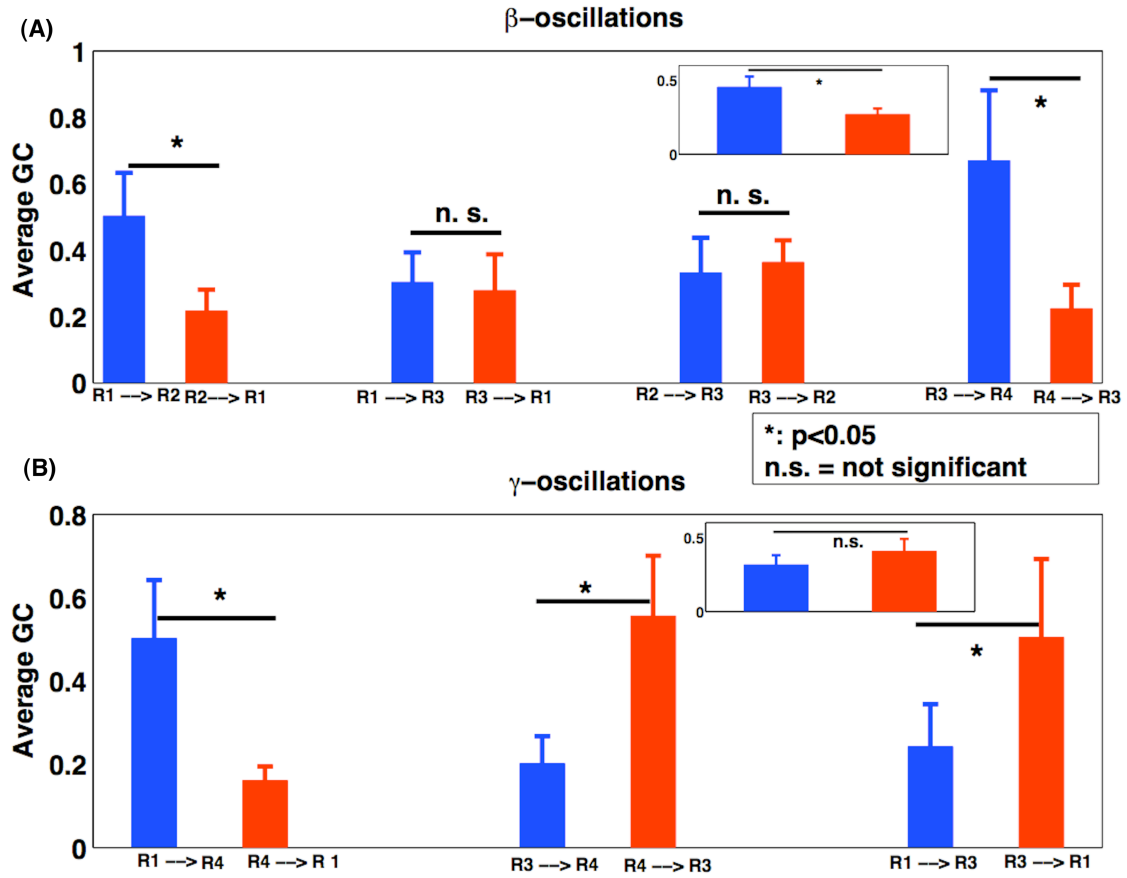 (A)
β–oscillations
Average GC
1
0.8
0.6
0.4
0.2
0
*
n. s.
n. s.
*
0.5
0
*
R1 ––> R2
R2––> R1
R1 ––> R3
R3 ––> R1
R2 ––> R3
R3 ––> R2
R3 ––> R4
R4 ––> R3
*: p<0.05
n.s. = not significant
(B)
γ–oscillations
Average GC
0.8
0.6
0.4
0.2
0
*
*
*
0.5
0
n.s.
R1 ––> R4
R4 ––> R 1
R3 ––> R4
R4 ––> R3
R1 ––> R3
R3 ––> R1